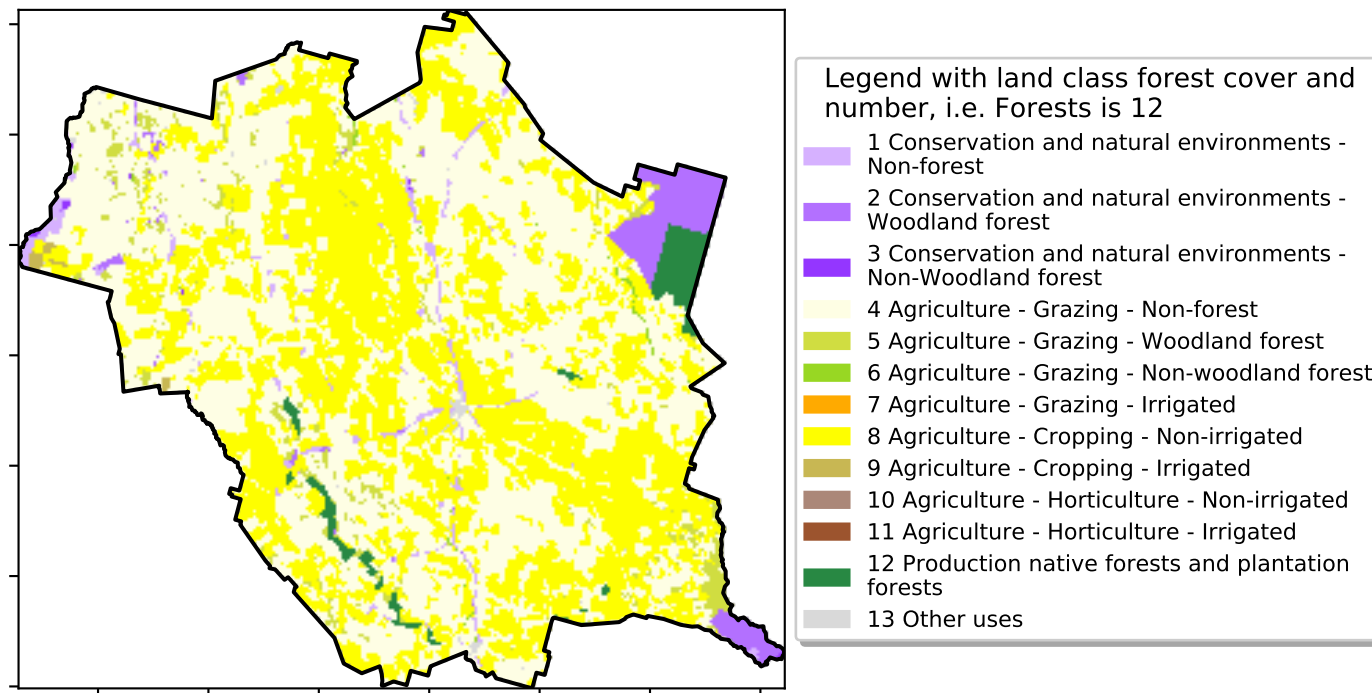 Legend with land class forest cover and
number, i.e. Forests is 12
1 Conservation and natural environments -
Non-forest
2 Conservation and natural environments -
Woodland forest
3 Conservation and natural environments -
Non-Woodland forest
4 Agriculture - Grazing - Non-forest
5 Agriculture - Grazing - Woodland forest
6 Agriculture - Grazing - Non-woodland forest
7 Agriculture - Grazing - Irrigated
8 Agriculture - Cropping - Non-irrigated
9 Agriculture - Cropping - Irrigated
10 Agriculture - Horticulture - Non-irrigated
11 Agriculture - Horticulture - Irrigated
12 Production native forests and plantation
forests
13 Other uses